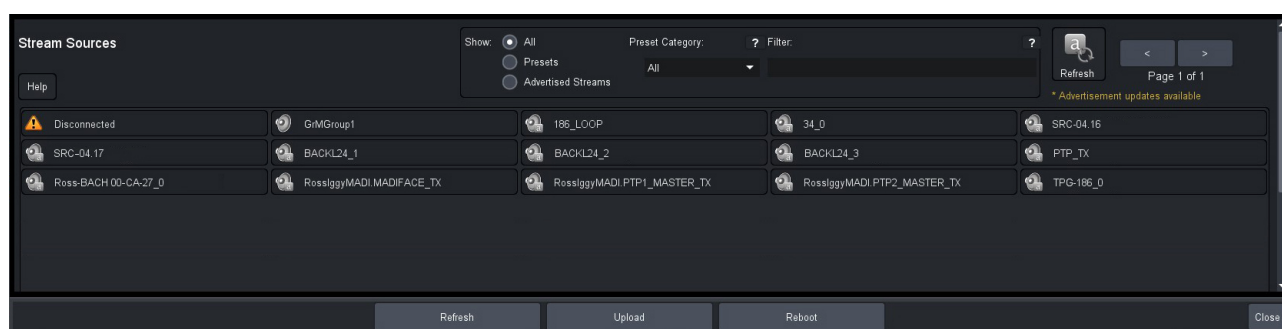 Stream Sources
Show: All Preset Category: ? Filter: ?
Presets All
Advertised Streams
a
Refresh
< >
Page 1 of 1
Help
* Advertisement updates available
Disconnected GrMGroup1 186_LOOP 34_0 SRC-04.16
SRC-04.17 BACKL24_1 BACKL24_2 BACKL24_3 PTP_TX
Ross-BACH 00-CA-27_0 RossIggyMADI.MADIFACE_TX RossIggyMADI.PTP1_MASTER_TX RossIggyMADI.PTP2_MASTER_TX TPG-186_0
Refresh Upload Reboot Close